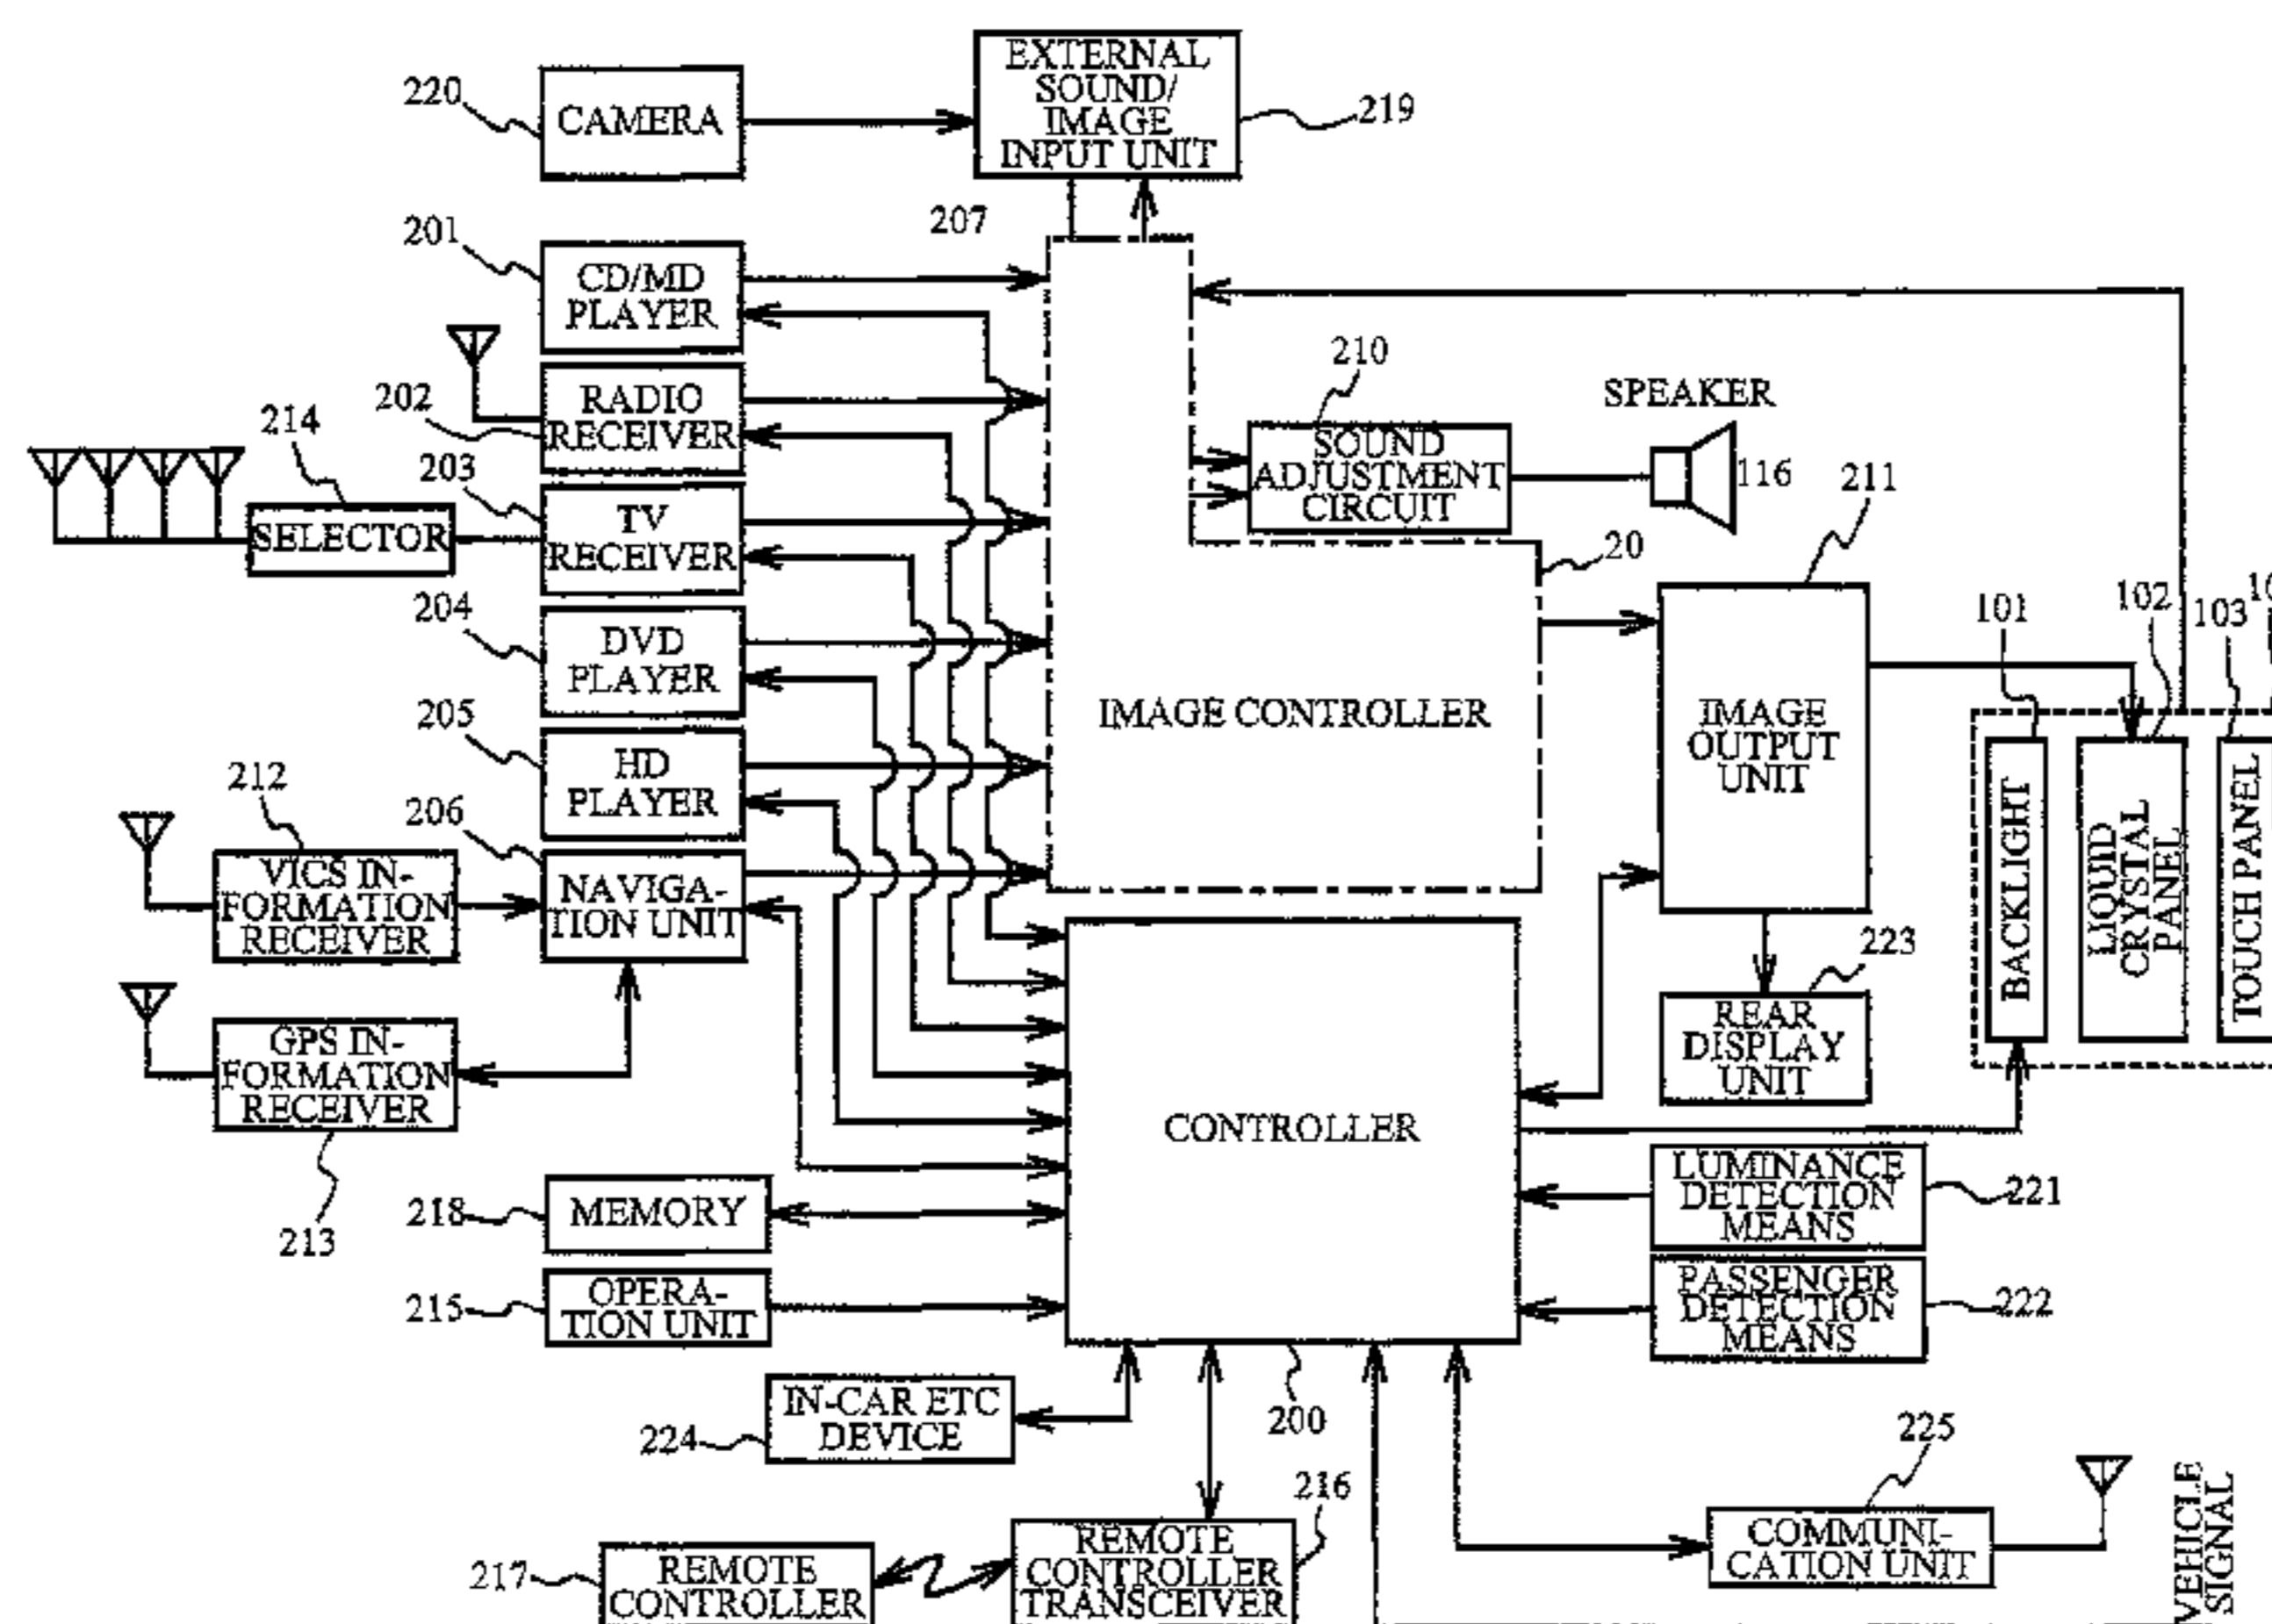 EXTERNAL
SOUND/
IMAGE
INPUT UNIT
219
220
CAMERA
207
201
CD/MD
PLAYER
210
SPEAKER
202
RADIO
RECEIVER
214
SELECTOR
203
TV
RECEIVER
SOUND
ADJUSTMENT
CIRCUIT
116
211
20
204
DVD
PLAYER
101
102
103
205
HD
PLAYER
IMAGE CONTROLLER
IMAGE
OUTPUT
UNIT
BACKLIGHT
LIQUID
CRYSTAL
PANEL
TOUCH PANEL
212
206
VICS IN-
FORMATION
RECEIVER
NAVIGA-
TION UNIT
223
REAR
DISPLAY
UNIT
GPS IN-
FORMATION
RECEIVER
213
CONTROLLER
LUMINANCE
DETECTION
MEANS
221
218
MEMORY
215
OPERA-
TION UNIT
PASSENGER
DETECTION
MEANS
222
224
IN-CAR ETC
DEVICE
200
225
216
217
REMOTE
CONTROLLER
REMOTE
CONTROLLER
TRANSCEIVER
COMMUNI-
CATION UNIT
VEHICLE
SIGNAL